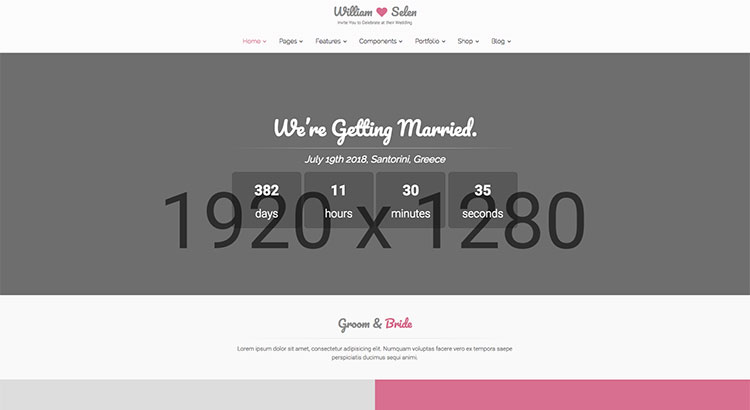 William Selen
Invite You to Celebrate at their Wedding
Home Pages Features Components Portfolio Shop Blog
We're Getting Married.
July 19th 2018, Santorini, Greece
382 11 30 35
days hours minutes seconds
1920 x 1280
Groom & Bride
Lorem ipsum dolor sit amet, consectetur adipisicing elit. Numquam voluptas facere vero ex tempora saepe
perspiciatis ducimus sequi animi.